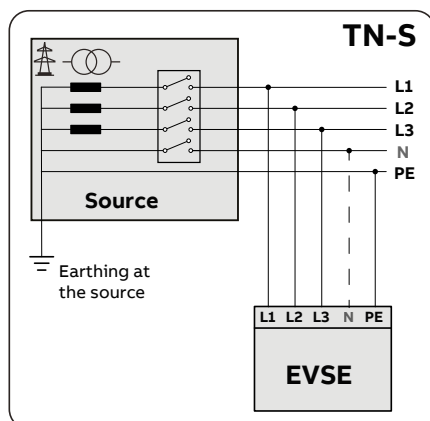 TN-S
L1
L2
L3
N
PE
Source
Earthing at
the source
L1 L2 L3 N PE
EVSE